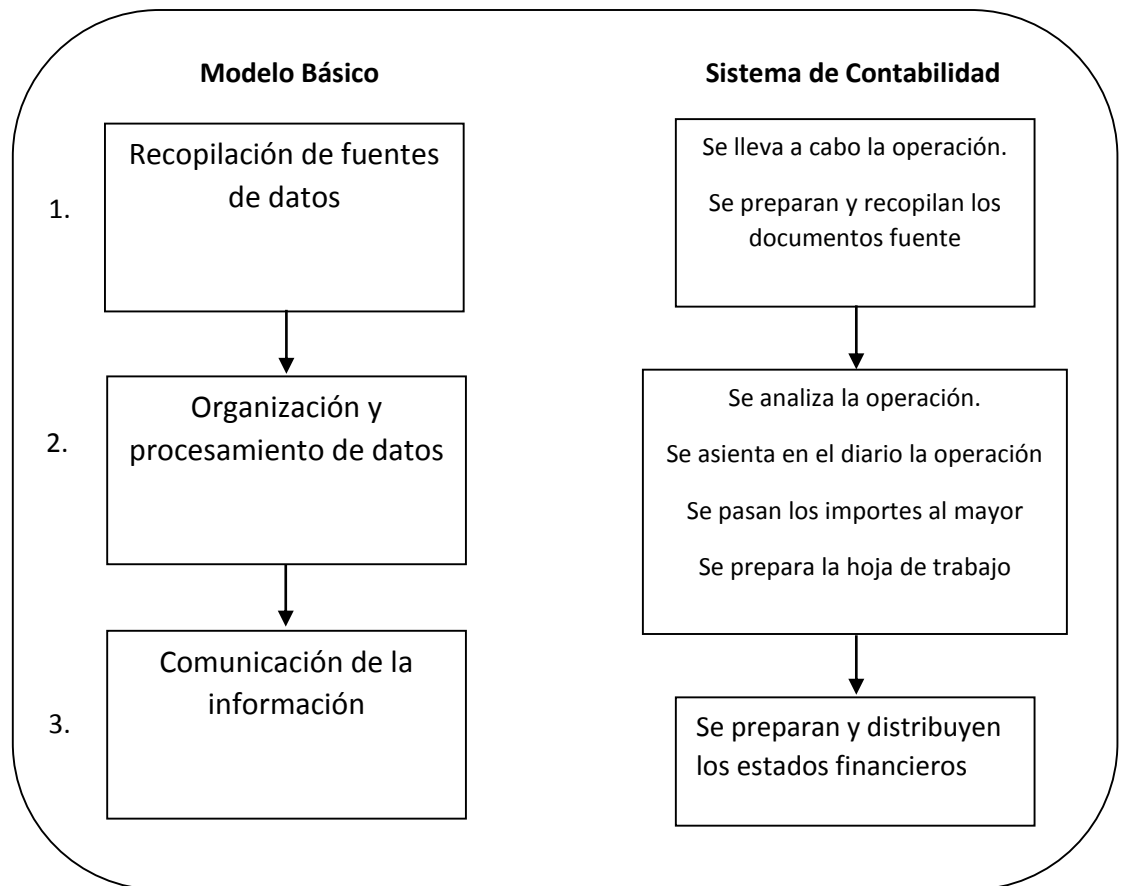 Modelo Básico
Sistema de Contabilidad
1.
Recopilación de fuentes
de datos
Se lleva a cabo la operación.
Se preparan y recopilan los
documentos fuente
2.
Organización y
procesamiento de datos
Se analiza la operación.
Se asienta en el diario la operación
Se pasan los importes al mayor
Se prepara la hoja de trabajo
3.
Comunicación de la
información
Se preparan y distribuyen
los estados financieros